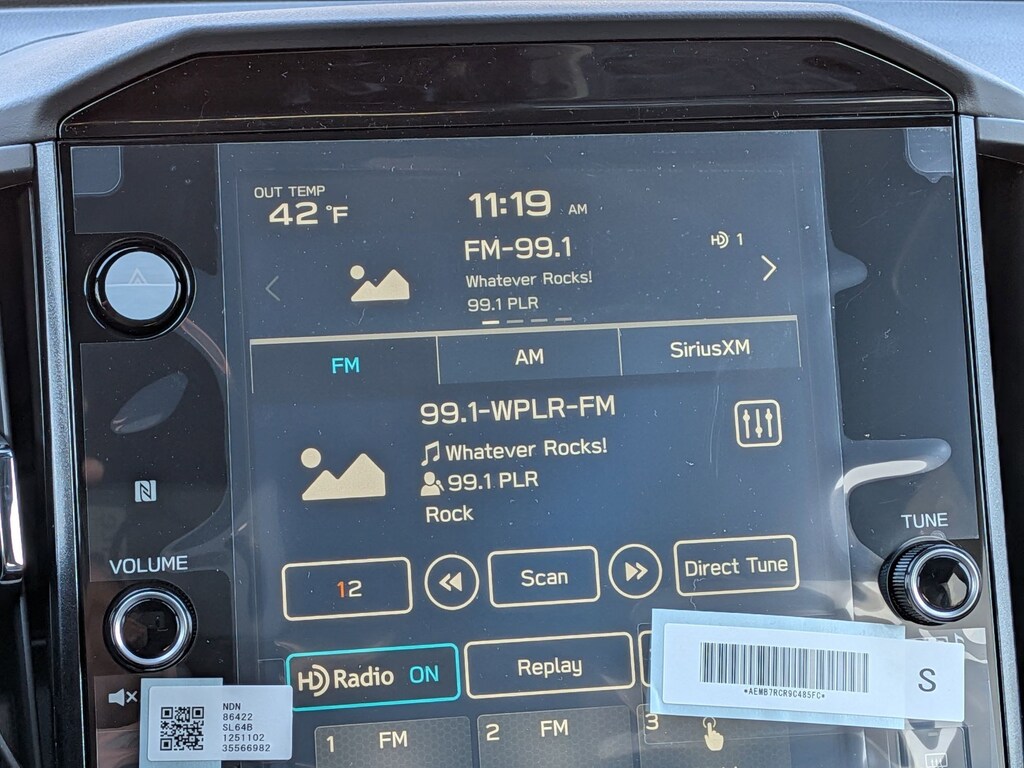 OUT TEMP
42 °F
11:19 AM
FM-99.1
HD 1
Whatever Rocks!
99.1 PLR
FM
AM
SiriusXM
99.1-WPLR-FM
Whatever Rocks!
99.1 PLR
Rock
N
VOLUME
TUNE
12
Scan
Direct Tune
HD Radio ON
Replay
*AEMB7RCR9C485FC*
S
NDN
86422
SL64B
1251102
35566982
1 FM
2 FM
3